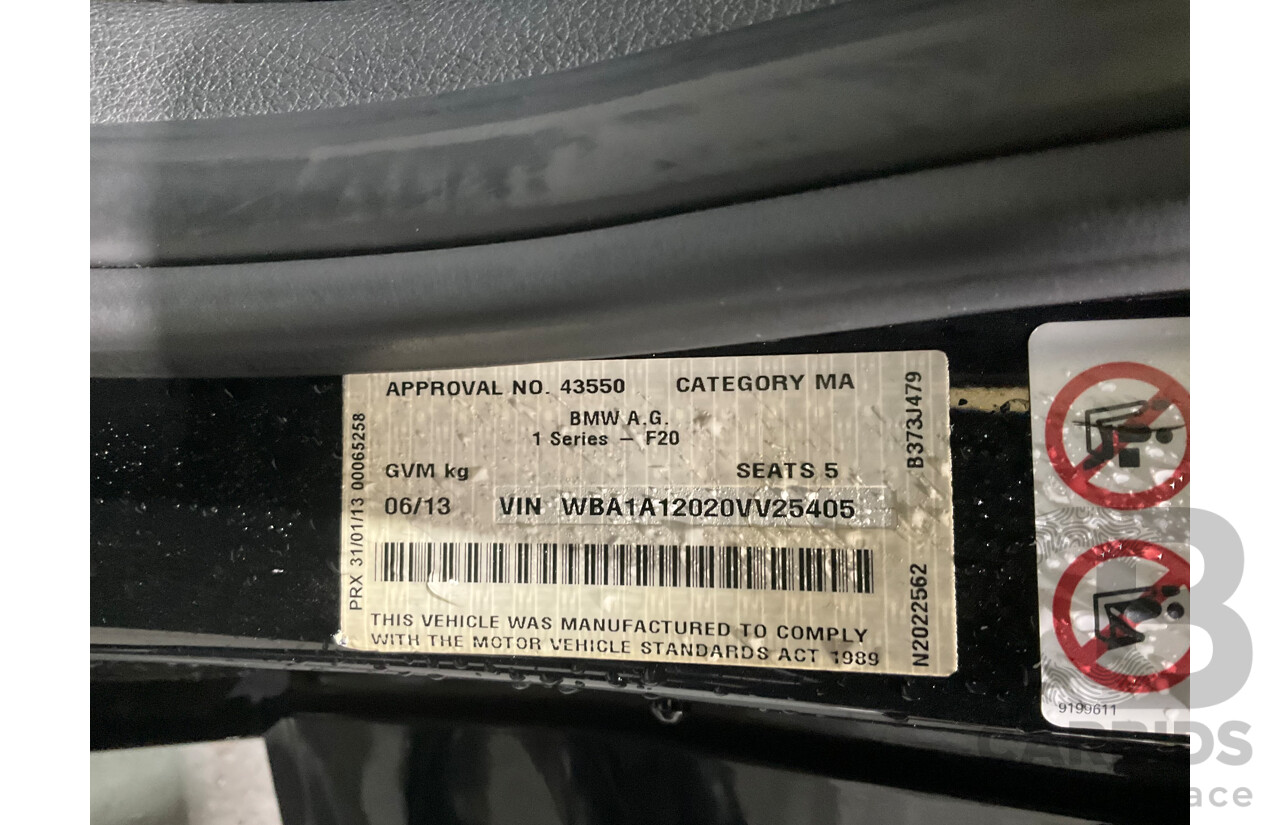 APPROVAL NO. 43550 CATEGORY MA
BMW A.G.
1 Series – F20
GVM kg SEATS 5
06/13 VIN WBA1A12020VV25405
THIS VEHICLE WAS MANUFACTURED TO COMPLY
WITH THE MOTOR VEHICLE STANDARDS ACT 1989
PRX 31/01/13 00065258
B373J479
N2022562
9199611
B
CARBIDS
ace